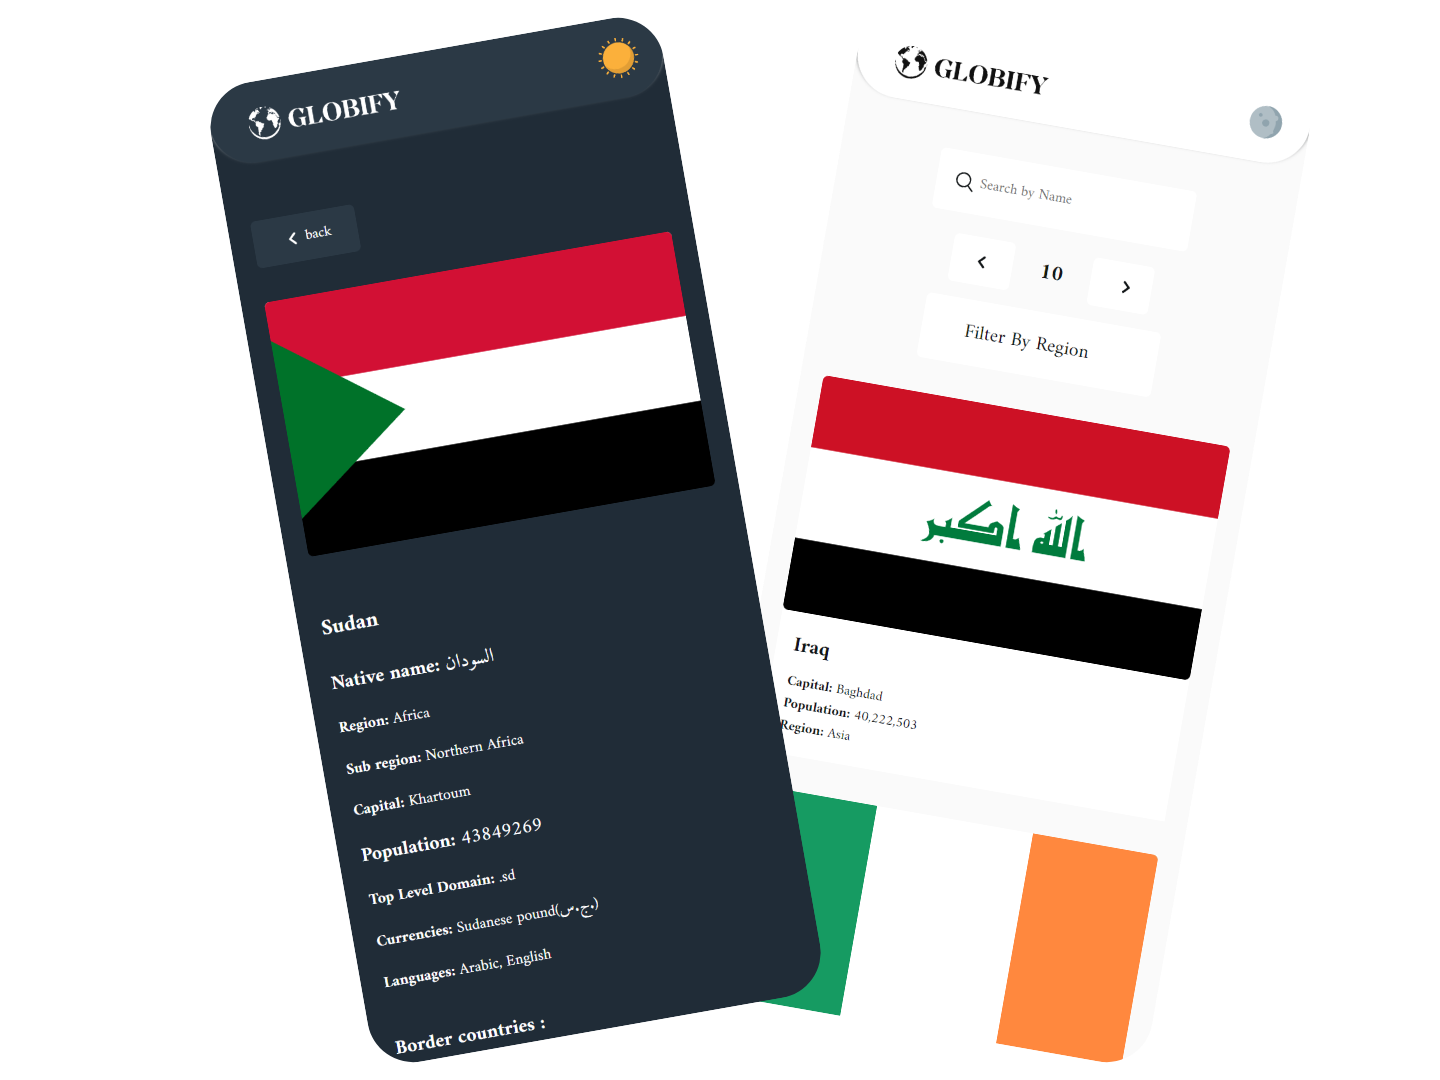 GLOBIFY
back
Sudan
Native name: السودان
Region: Africa
Sub region: Northern Africa
Capital: Khartoum
Population: 43849269
Top Level Domain: .sd
Currencies: Sudanese pound(ج.س.)
Languages: Arabic, English
Border countries :
GLOBIFY
Search by Name
10
Filter By Region
الله اكبر
Iraq
Capital: Baghdad
Population: 40,222,503
Region: Asia